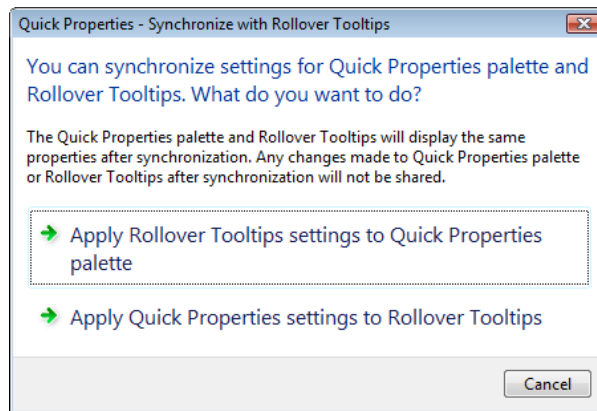 Quick Properties - Synchronize with Rollover Tooltips
You can synchronize settings for Quick Properties palette and
Rollover Tooltips. What do you want to do?
The Quick Properties palette and Rollover Tooltips will display the same
properties after synchronization. Any changes made to Quick Properties palette
or Rollover Tooltips after synchronization will not be shared.
Apply Rollover Tooltips settings to Quick Properties
palette
Apply Quick Properties settings to Rollover Tooltips
Cancel